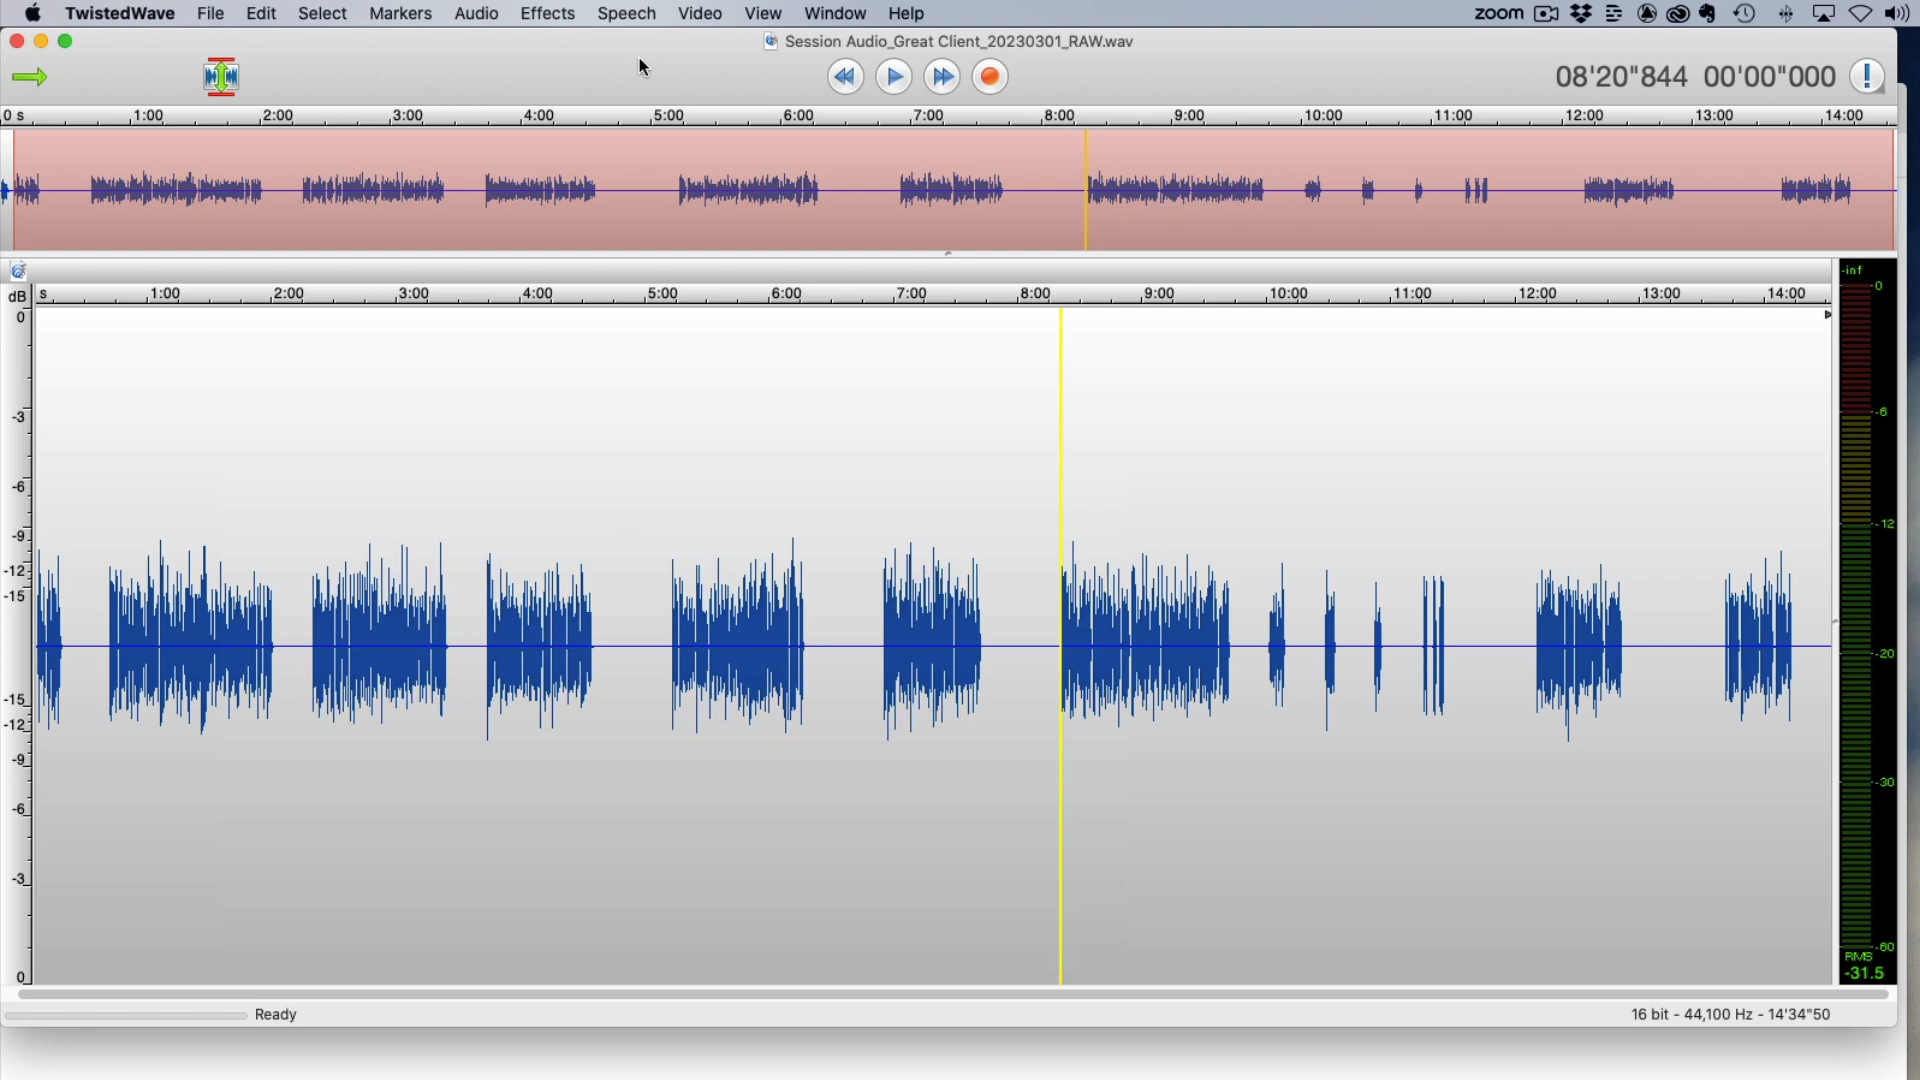 TwistedWave File Edit Select Markers Audio Effects Speech Video View Window Help zoom
Session Audio_Great Client_20230301_RAW.wav
08'20"844 00'00"000
0 s 1:00 2:00 3:00 4:00 5:00 6:00 7:00 8:00 9:00 10:00 11:00 12:00 13:00 14:00
-inf
dB s 1:00 2:00 3:00 4:00 5:00 6:00 7:00 8:00 9:00 10:00 11:00 12:00 13:00 14:00
0
0
-3
-6
-6
-9
-12
-12
-15
-20
-15
-12
-9
-30
-6
-3
-60
RMS
0
-31.5
Ready
16 bit - 44,100 Hz - 14'34"50